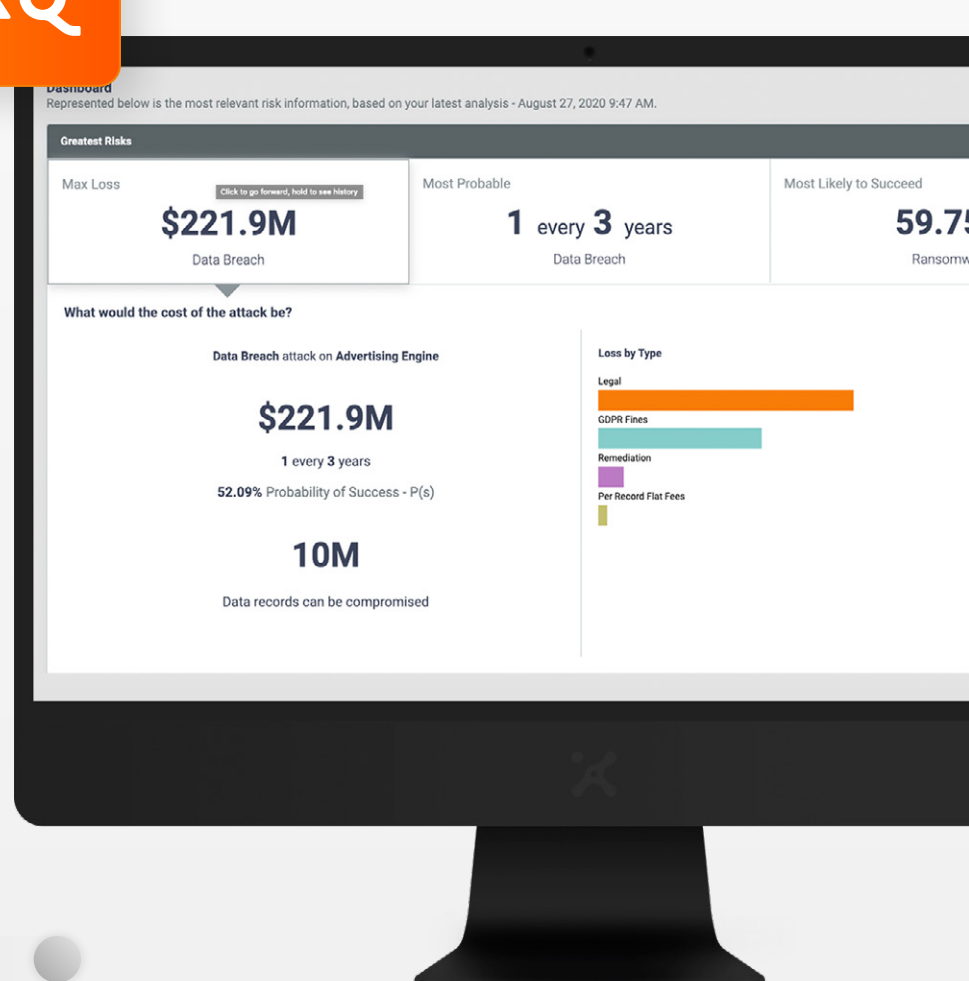 Dashboard
Represented below is the most relevant risk information, based on your latest analysis - August 27, 2020 9:47 AM.
Greatest Risks
Max Loss
Click to go forward, hold to see history
$221.9M
Data Breach
Most Probable
1 every 3 years
Data Breach
Most Likely to Succeed
59.75
What would the cost of the attack be?
Data Breach attack on Advertising Engine
$221.9M
1 every 3 years
52.09% Probability of Success - P(s)
10M
Data records can be compromised
Loss by Type
Legal
GDPR Fines
Remediation
Per Record Flat Fees